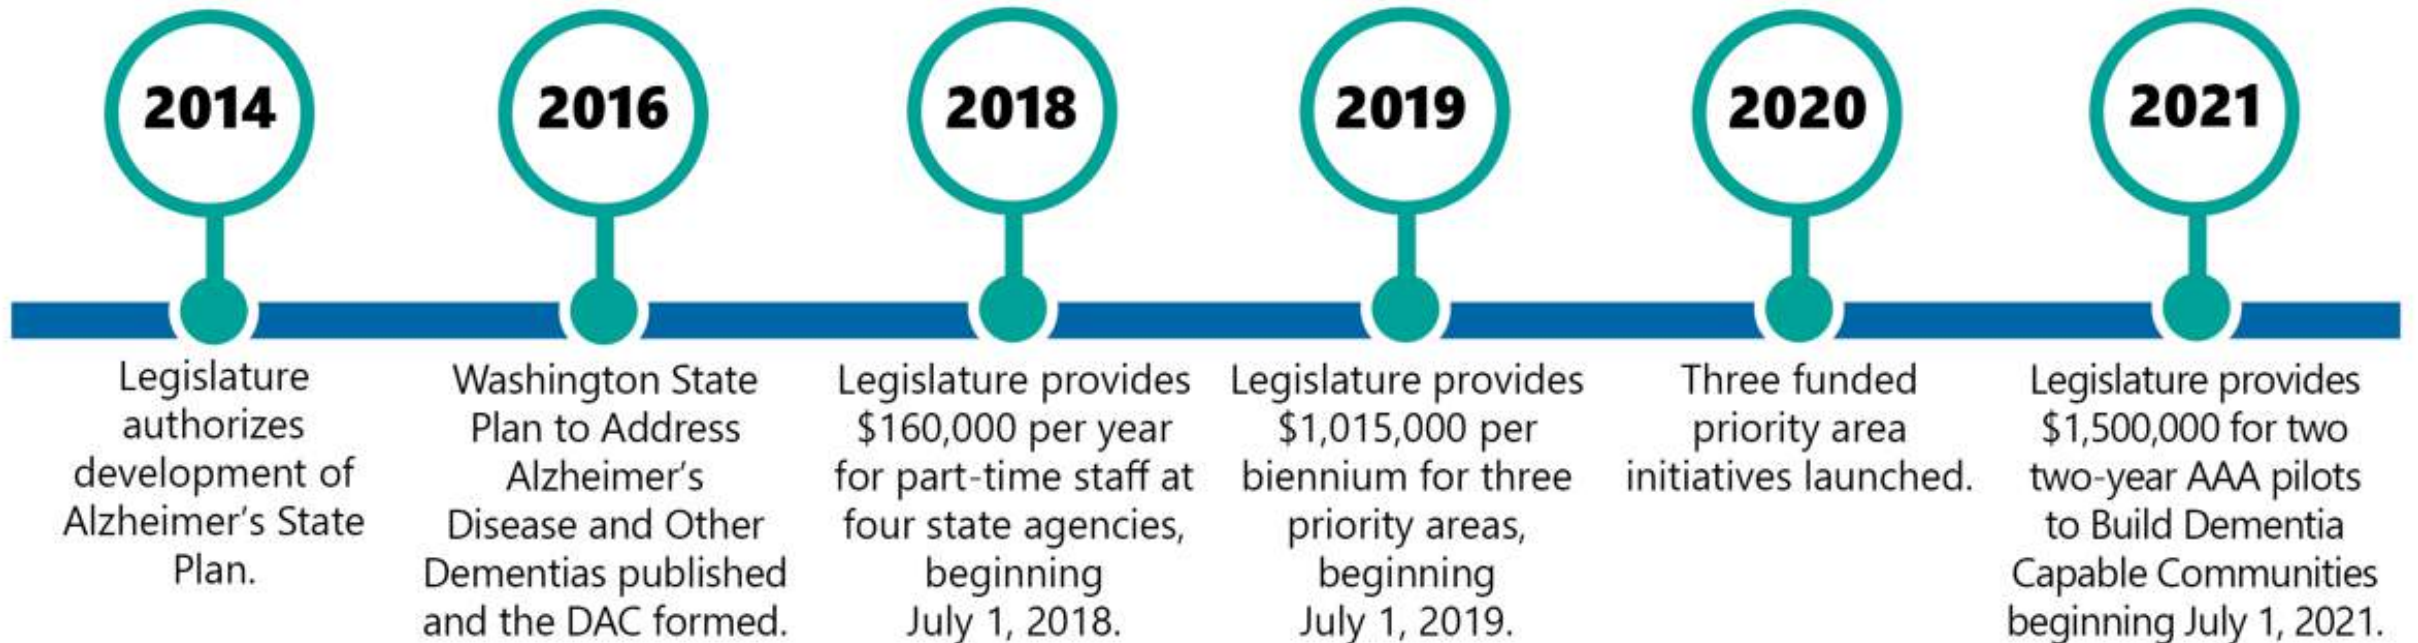 2014
Legislature
authorizes
development of
Alzheimer's State
Plan.
2016
Washington State
Plan to Address
Alzheimer's
Disease and Other
Dementias published
and the DAC formed.
2018
Legislature provides
$160,000 per year
for part-time staff at
four state agencies,
beginning
July 1, 2018.
2019
Legislature provides
$1,015,000 per
biennium for three
priority areas,
beginning
July 1, 2019.
2020
Three funded
priority area
initiatives launched.
2021
Legislature provides
$1,500,000 for two
two-year AAA pilots
to Build Dementia
Capable Communities
beginning July 1, 2021.